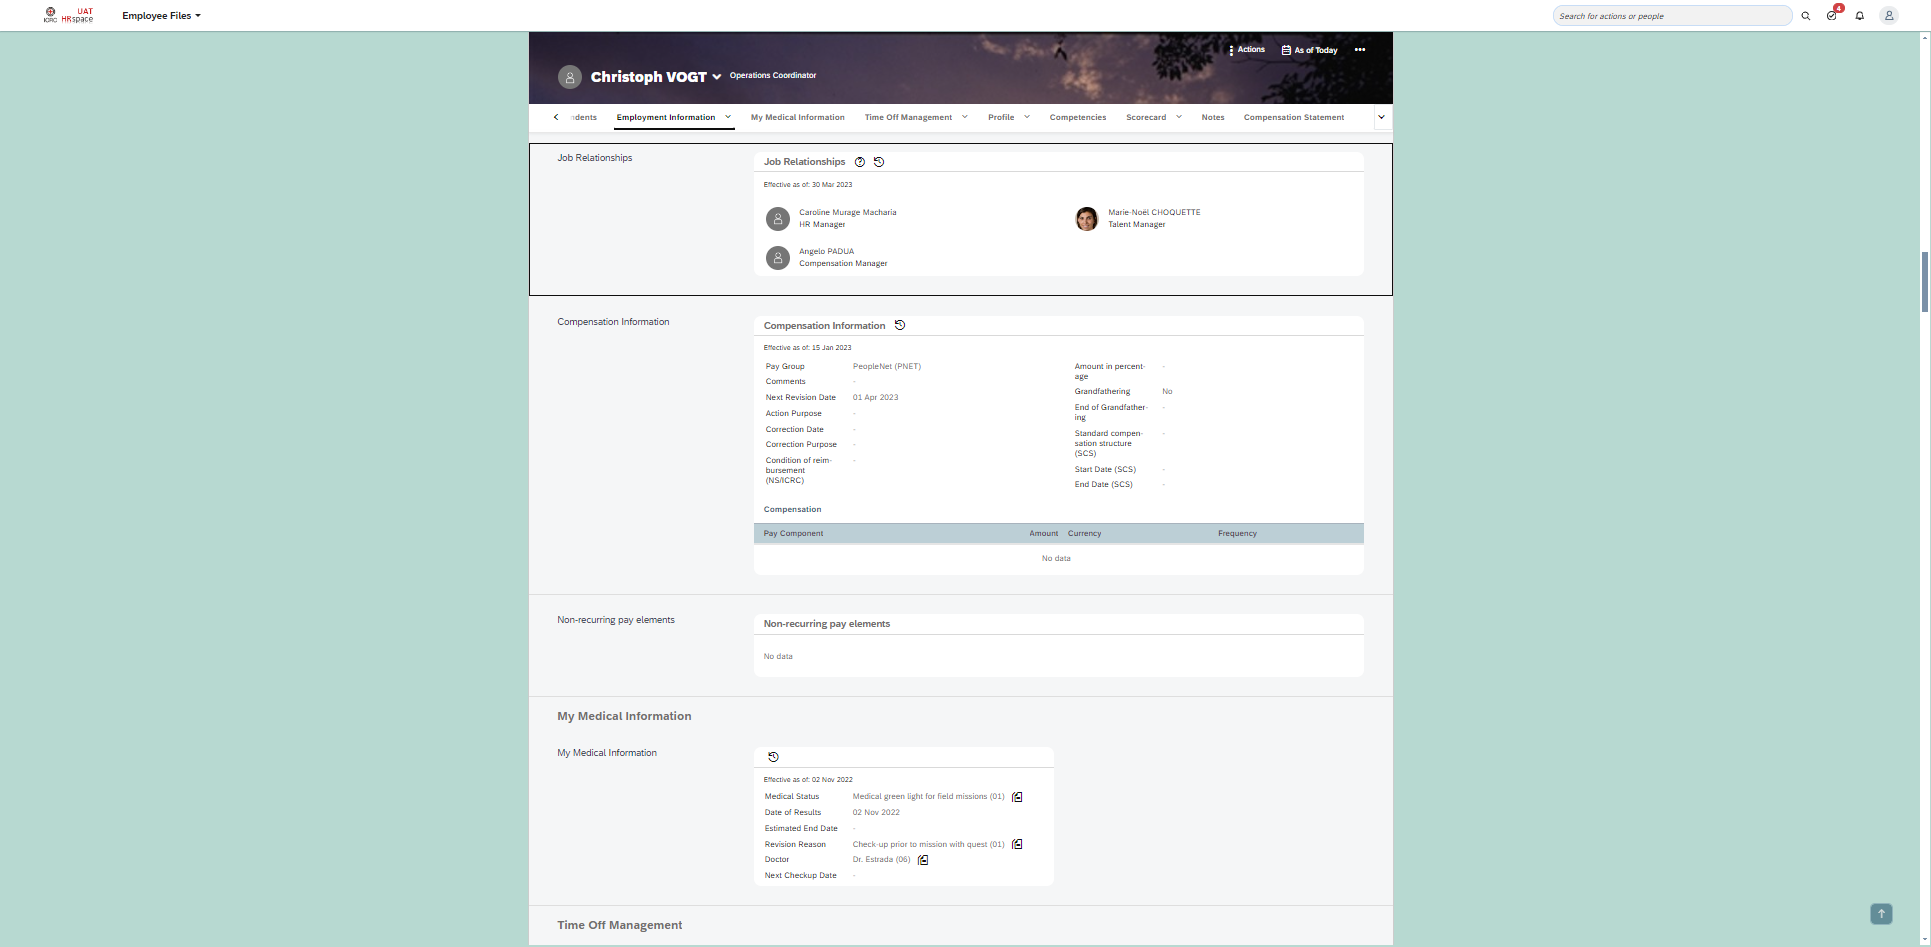 ICRC UAT HRspace
Employee Files
Search for actions or people
4
Actions
As of Today
Christoph VOGT
Operations Coordinator
ndents
Employment Information
My Medical Information
Time Off Management
Profile
Competencies
Scorecard
Notes
Compensation Statement
Job Relationships
Job Relationships
Effective as of: 30 Mar 2023
Caroline Murage Macharia
HR Manager
Marie-Noël CHOQUETTE
Talent Manager
Angelo PADUA
Compensation Manager
Compensation Information
Compensation Information
Effective as of: 15 Jan 2023
Pay Group PeopleNet (PNET)
Comments -
Next Revision Date 01 Apr 2023
Action Purpose -
Correction Date -
Correction Purpose -
Condition of reim-
bursement
(NS/ICRC) -
Amount in percent-
age -
Grandfathering No
End of Grandfather-
ing -
Standard compen-
sation structure
(SCS) -
Start Date (SCS) -
End Date (SCS) -
Compensation
Pay Component Amount Currency Frequency
No data
Non-recurring pay elements
Non-recurring pay elements
No data
My Medical Information
My Medical Information
Effective as of: 02 Nov 2022
Medical Status Medical green light for field missions (01)
Date of Results 02 Nov 2022
Estimated End Date -
Revision Reason Check-up prior to mission with quest (01)
Doctor Dr. Estrada (06)
Next Checkup Date -
Time Off Management